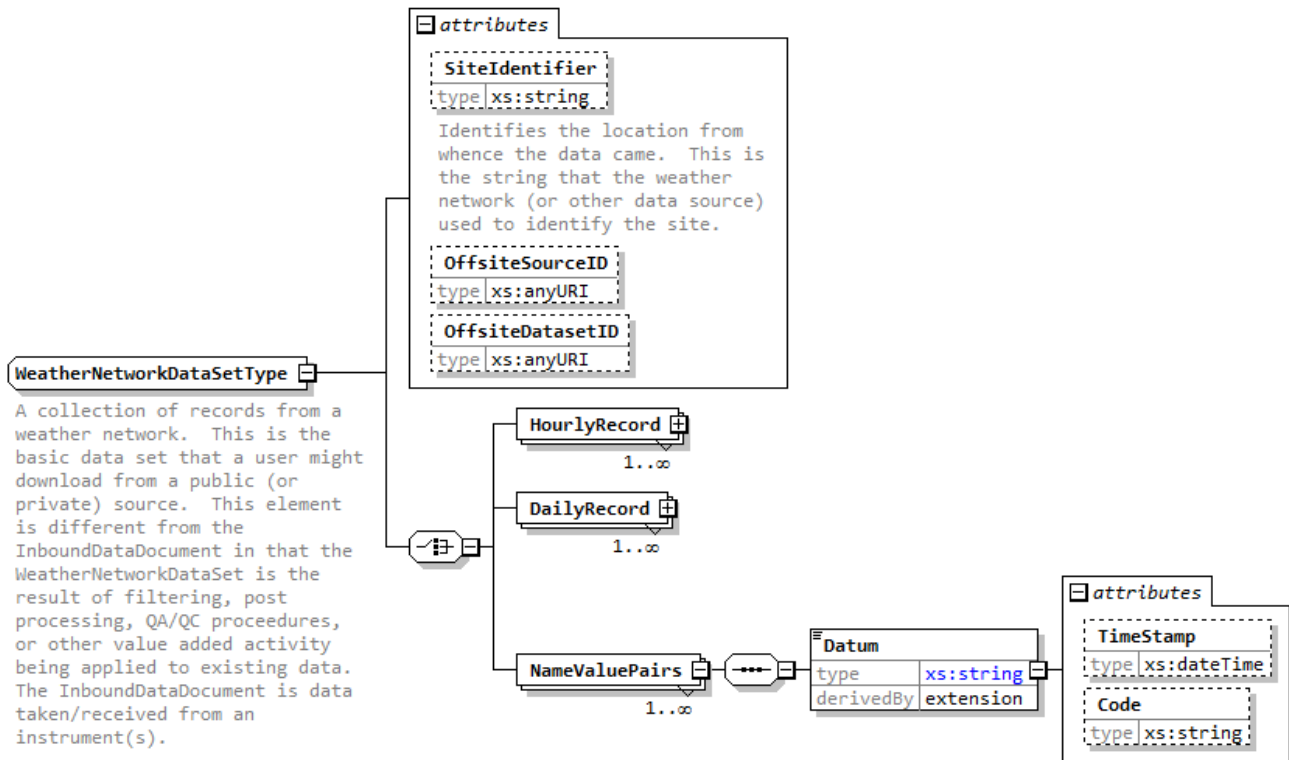 attributes
SiteIdentifier
type xs:string
Identifies the location from
whence the data came.  This is
the string that the weather
network (or other data source)
used to identify the site.
OffsiteSourceID
type xs:anyURI
OffsiteDatasetID
type xs:anyURI
WeatherNetworkDataSetType
A collection of records from a
weather network.  This is the
basic data set that a user might
download from a public (or
private) source.  This element
is different from the
InboundDataDocument in that the
WeatherNetworkDataSet is the
result of filtering, post
processing, QA/QC proceedures,
or other value added activity
being applied to existing data.
The InboundDataDocument is data
taken/received from an
instrument(s).
HourlyRecord
1..∞
DailyRecord
1..∞
NameValuePairs
1..∞
Datum
type xs:string
derivedBy extension
attributes
TimeStamp
type xs:dateTime
Code
type xs:string